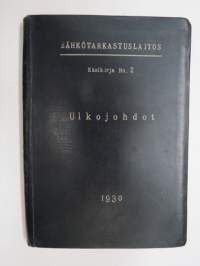 SÄHKÖTARKASTUSLAITOS
Käsikirja No. 2
Ulkojohdot
1930